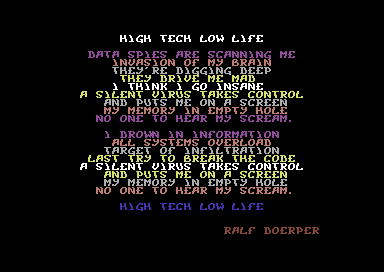 HIGH TECK LOW LIFE
DATA SPIES ARE SCANNING ME
INVASION OF MY BRAIN
THEY'RE DIGGING DEEP
THEY DRIVE ME MAD
I THINK I GO INSANE
A SILENT VIRUS TAKES CONTROL
AND PUTS ME ON A SCREEN
MY MEMORY IN EMPTY HOLE
NO ONE TO HEAR MY SCREAM.
I DROWN IN INFORMATION
ALL SYSTEMS OVERLOAD
TARGET OF INFILTRATION
LAST TRY TO BREAK THE CODE
A SILENT VIRUS TAKES CONTROL
AND PUTS ME ON A SCREEN
MY MEMORY IN EMPTY HOLE
NO ONE TO HEAR MY SCREAM.
HIGH TECK LOW LIFE
RALF DOERPER